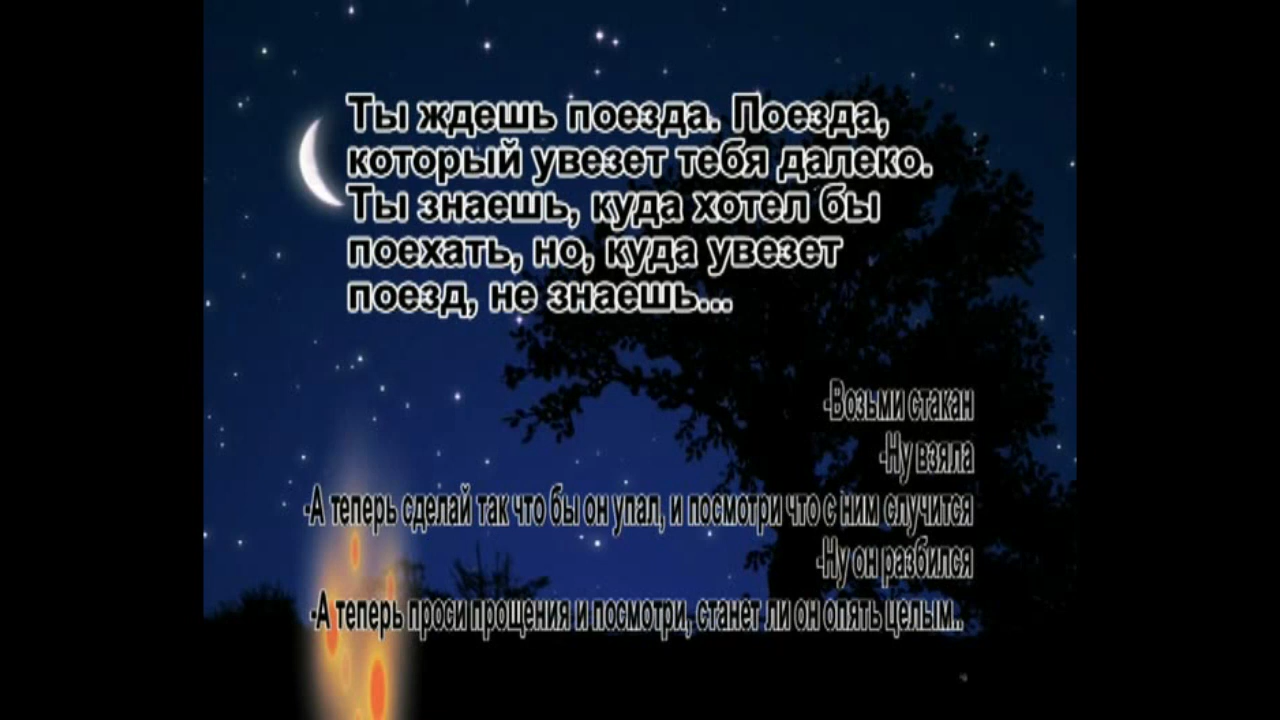 Ты ждешь поезда. Поезда,
который увезет тебя далеко.
Ты знаешь, куда хотел бы
поехать, но, куда увезет
поезд, не знаешь...
-Возьми стакан
-Ну взяла
-А теперь сделай так что бы он упал, и посмотри что с ним случится
-Ну он разбился
-А теперь проси прощения и посмотри, станет ли он опять целым..